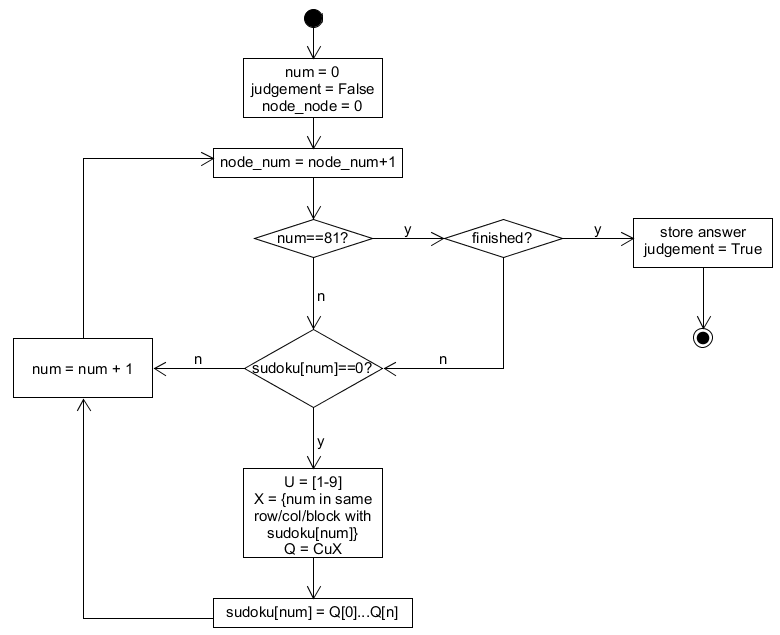 num = 0
judgement = False
node_node = 0
node_num = node_num+1
num==81?
y
finished?
y
store answer
judgement = True
n
num = num + 1
n
sudoku[num]==0?
n
y
U = [1-9]
X = {num in same
row/col/block with
sudoku[num]}
Q = CuX
sudoku[num] = Q[0]...Q[n]